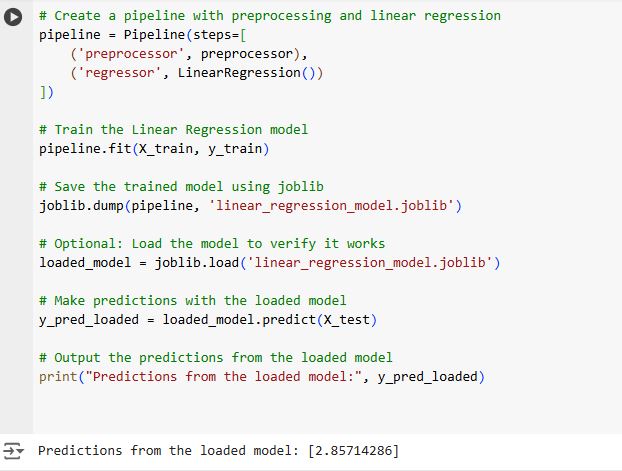 # Create a pipeline with preprocessing and linear regression
pipeline = Pipeline(steps=[
    ('preprocessor', preprocessor),
    ('regressor', LinearRegression())
])

# Train the Linear Regression model
pipeline.fit(X_train, y_train)

# Save the trained model using joblib
joblib.dump(pipeline, 'linear_regression_model.joblib')

# Optional: Load the model to verify it works
loaded_model = joblib.load('linear_regression_model.joblib')

# Make predictions with the loaded model
y_pred_loaded = loaded_model.predict(X_test)

# Output the predictions from the loaded model
print("Predictions from the loaded model:", y_pred_loaded)

Predictions from the loaded model: [2.85714286]